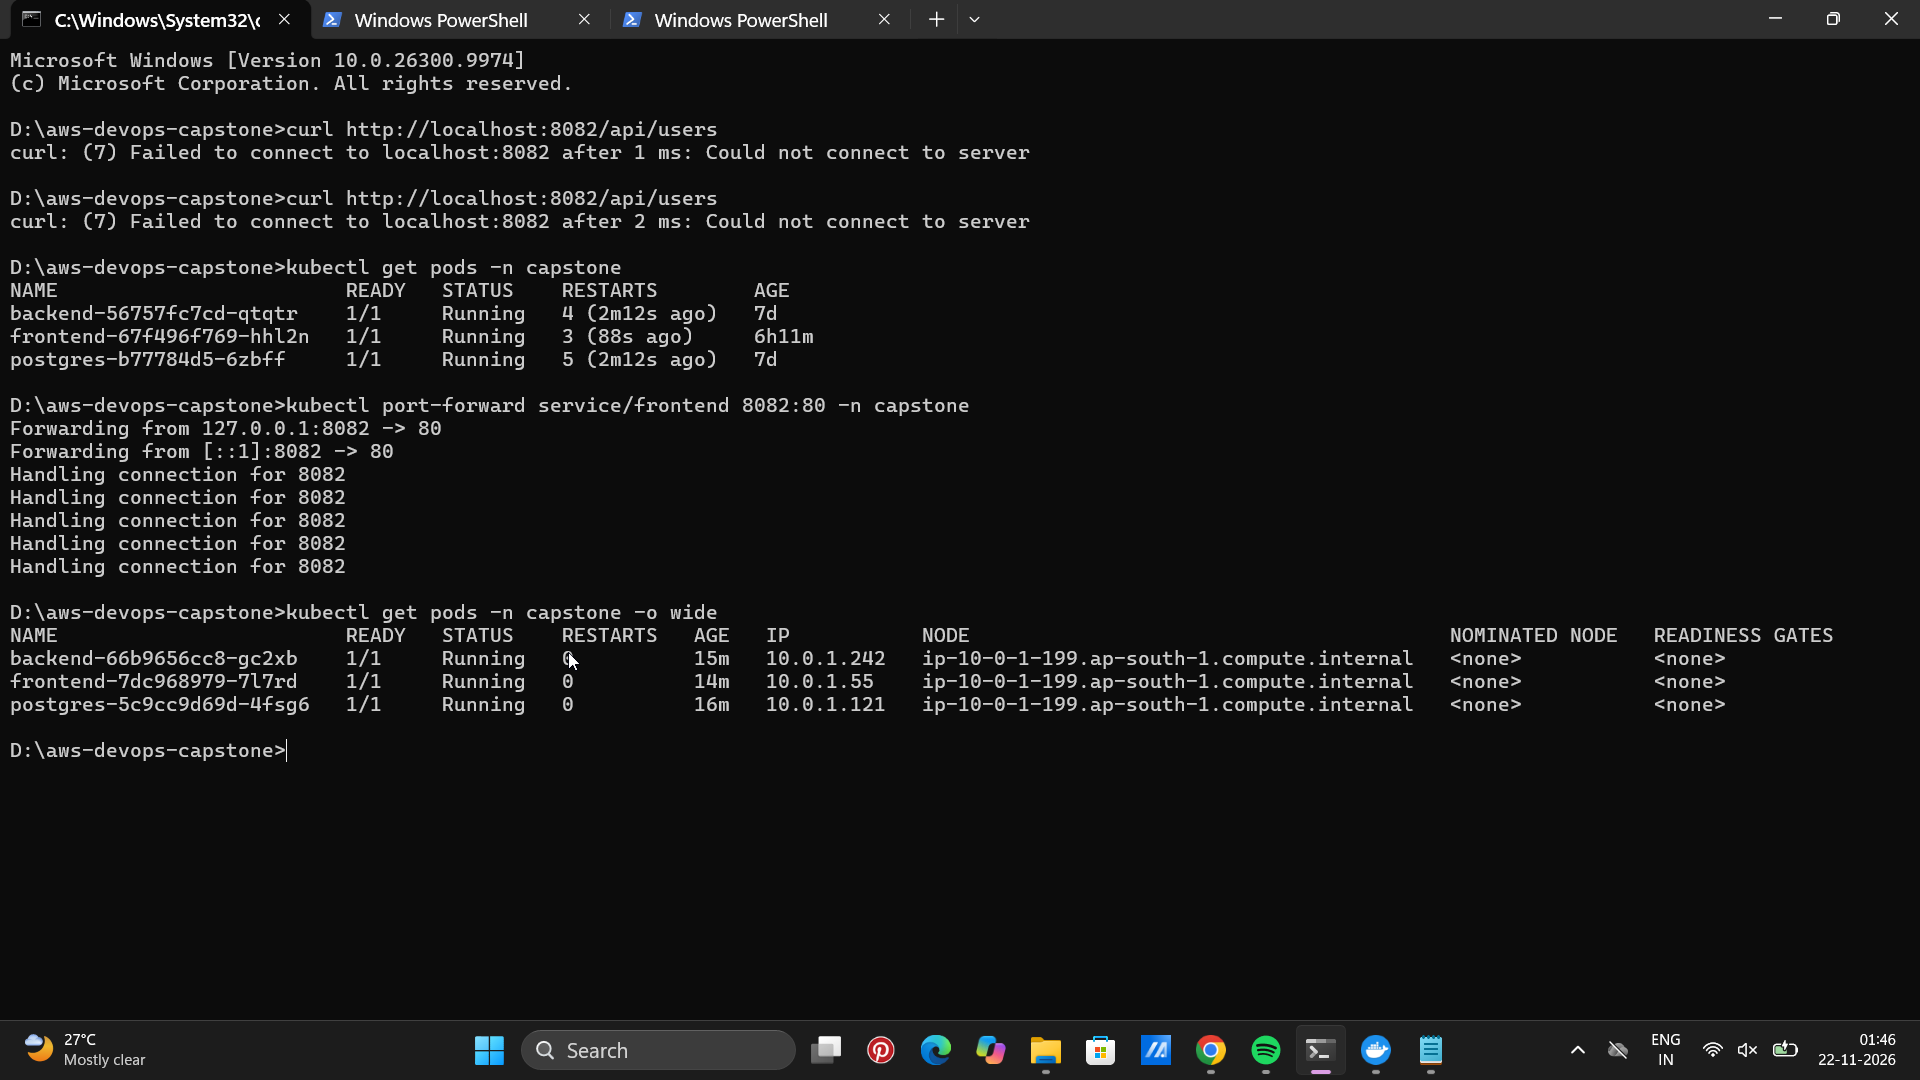 C:\Windows\System32\c
Windows PowerShell
Windows PowerShell
Microsoft Windows [Version 10.0.26300.9974]
(c) Microsoft Corporation. All rights reserved.
D:\aws-devops-capstone>curl http://localhost:8082/api/users
curl: (7) Failed to connect to localhost:8082 after 1 ms: Could not connect to server
D:\aws-devops-capstone>curl http://localhost:8082/api/users
curl: (7) Failed to connect to localhost:8082 after 2 ms: Could not connect to server
D:\aws-devops-capstone>kubectl get pods -n capstone
NAME READY STATUS RESTARTS AGE
backend-56757fc7cd-qtqtr 1/1 Running 4 (2m12s ago) 7d
frontend-67f496f769-hhl2n 1/1 Running 3 (88s ago) 6h11m
postgres-b77784d5-6zbff 1/1 Running 5 (2m12s ago) 7d
D:\aws-devops-capstone>kubectl port-forward service/frontend 8082:80 -n capstone
Forwarding from 127.0.0.1:8082 -> 80
Forwarding from [::1]:8082 -> 80
Handling connection for 8082
Handling connection for 8082
Handling connection for 8082
Handling connection for 8082
Handling connection for 8082
D:\aws-devops-capstone>kubectl get pods -n capstone -o wide
NAME READY STATUS RESTARTS AGE IP NODE NOMINATED NODE READINESS GATES
backend-66b9656cc8-gc2xb 1/1 Running 0 15m 10.0.1.242 ip-10-0-1-199.ap-south-1.compute.internal <none> <none>
frontend-7dc968979-7l7rd 1/1 Running 0 14m 10.0.1.55 ip-10-0-1-199.ap-south-1.compute.internal <none> <none>
postgres-5c9cc9d69d-4fsg6 1/1 Running 0 16m 10.0.1.121 ip-10-0-1-199.ap-south-1.compute.internal <none> <none>
D:\aws-devops-capstone>
27°C
Mostly clear
Search
ENG
IN
01:46
22-11-2026